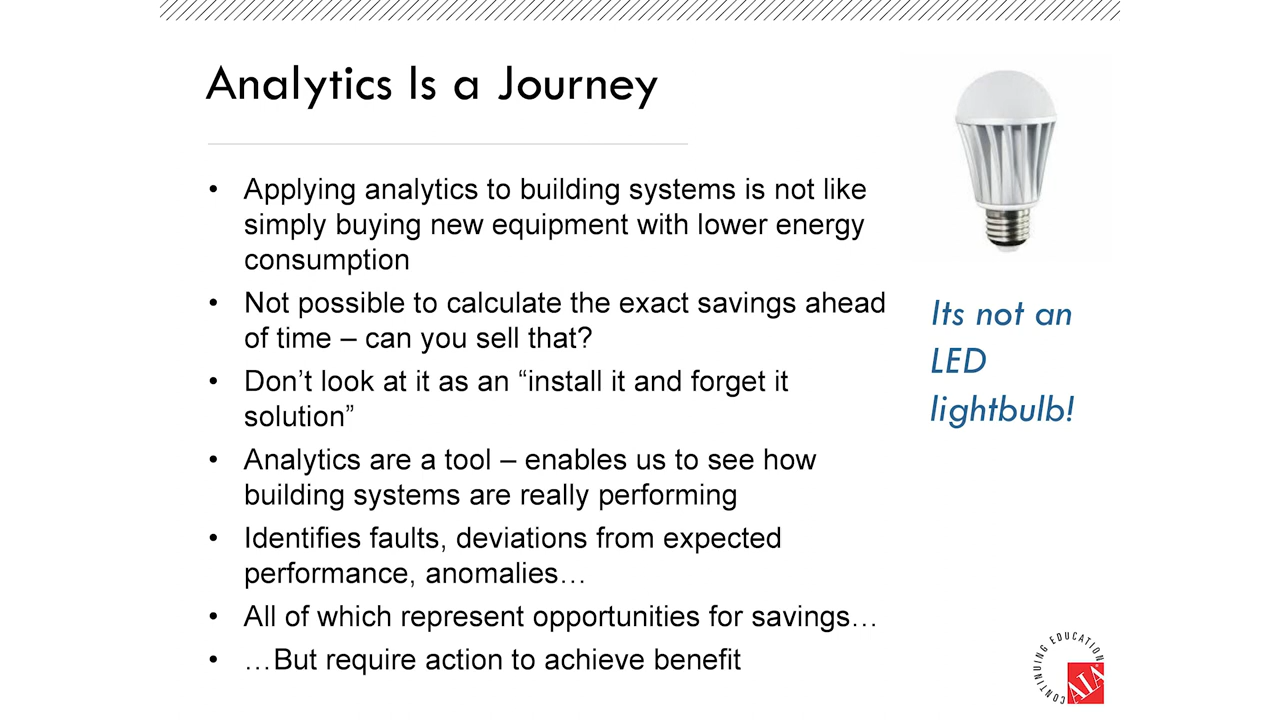 Analytics Is a Journey
• Applying analytics to building systems is not like
simply buying new equipment with lower energy
consumption
• Not possible to calculate the exact savings ahead
of time – can you sell that?
• Don’t look at it as an “install it and forget it
solution”
• Analytics are a tool – enables us to see how
building systems are really performing
• Identifies faults, deviations from expected
performance, anomalies…
• All of which represent opportunities for savings…
• …But require action to achieve benefit
Its not an
LED
lightbulb!
CONTINUING EDUCATION
AIA